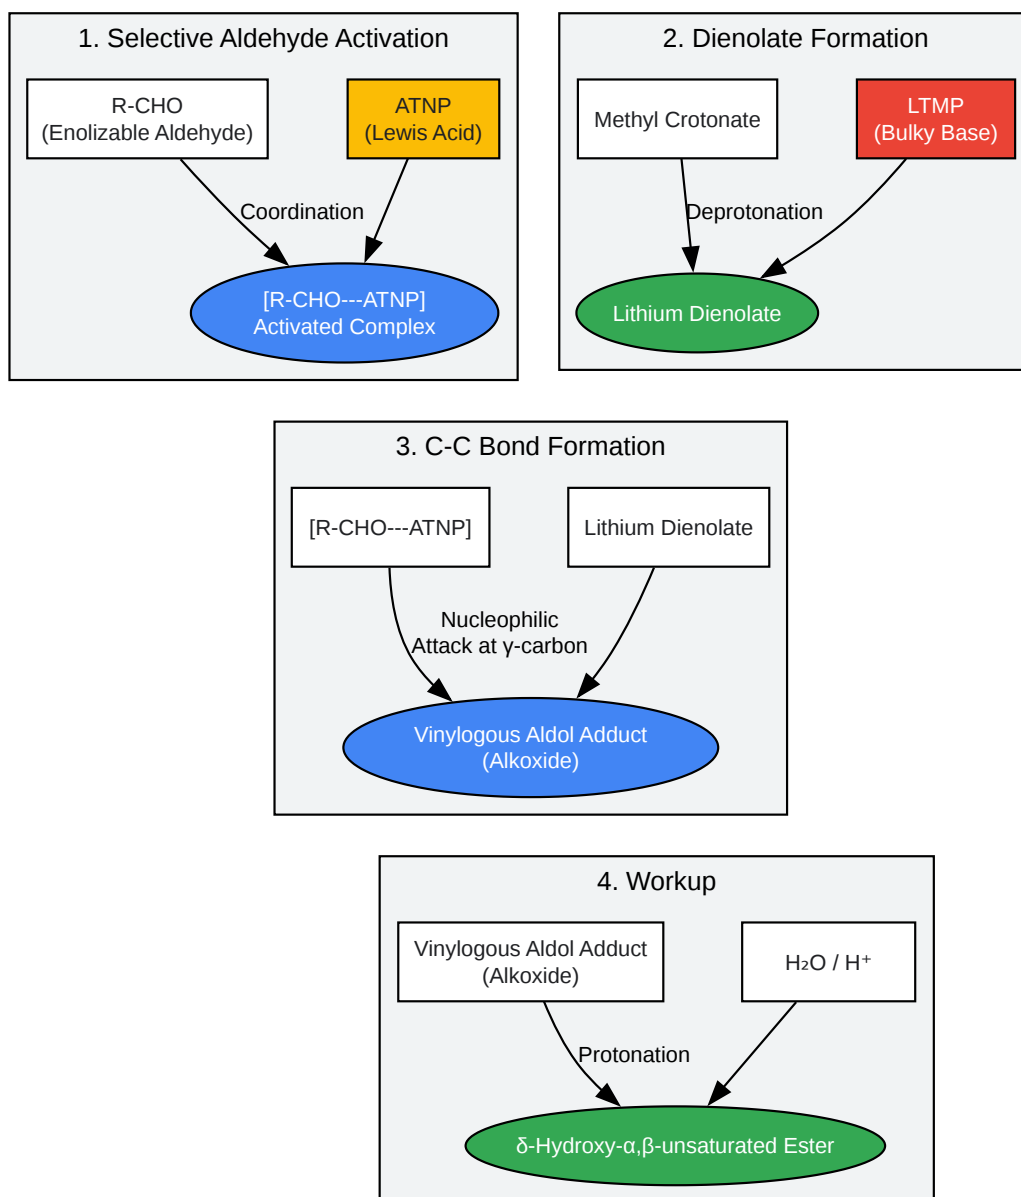 1. Selective Aldehyde Activation
R-CHO
(Enolizable Aldehyde)
ATNP
(Lewis Acid)
Coordination
[R-CHO---ATNP]
Activated Complex
2. Dienolate Formation
Methyl Crotonate
LTMP
(Bulky Base)
Deprotonation
Lithium Dienolate
3. C-C Bond Formation
[R-CHO---ATNP]
Lithium Dienolate
Nucleophilic
Attack at γ-carbon
Vinylogous Aldol Adduct
(Alkoxide)
4. Workup
Vinylogous Aldol Adduct
(Alkoxide)
H₂O / H⁺
Protonation
δ-Hydroxy-α,β-unsaturated Ester